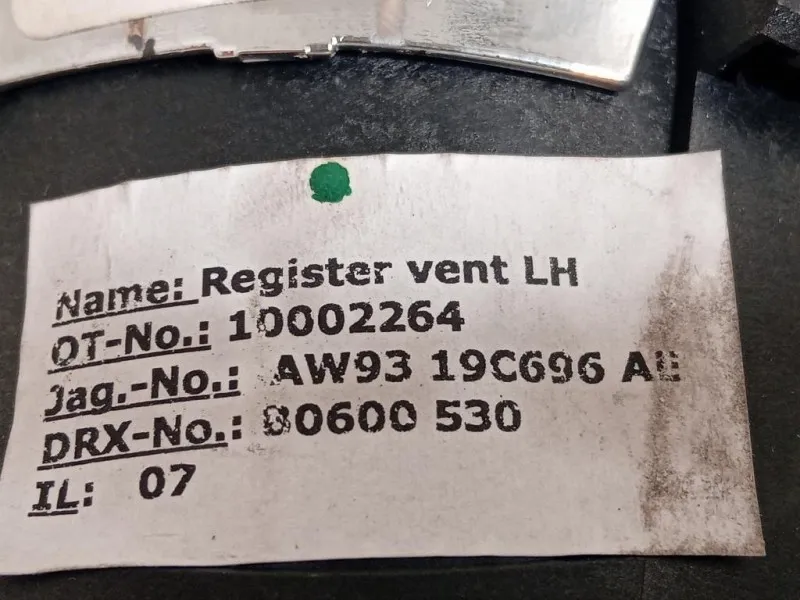 Name: Register vent LH
OT-No.: 10002264
Jag.-No.: AW93 19C696
DRX-No.: 80600 530
IL: 07